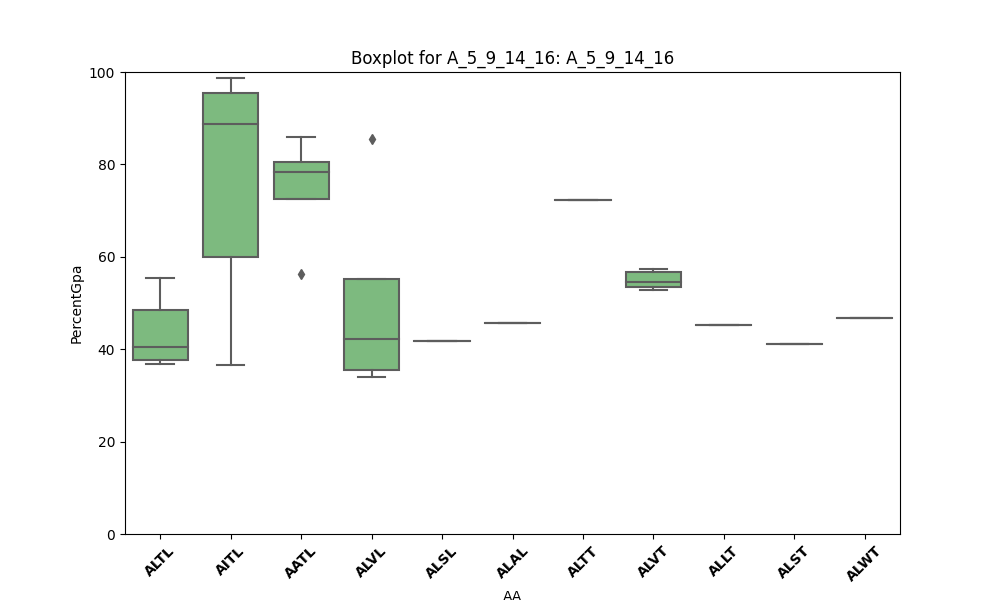 Boxplot for A_5_9_14_16: A_5_9_14_16
100
80
60
40
20
0
PercentGpa
ALTL AITL AATL ALVL ALSL ALAL ALTT ALVT ALLT ALST ALWT
AA